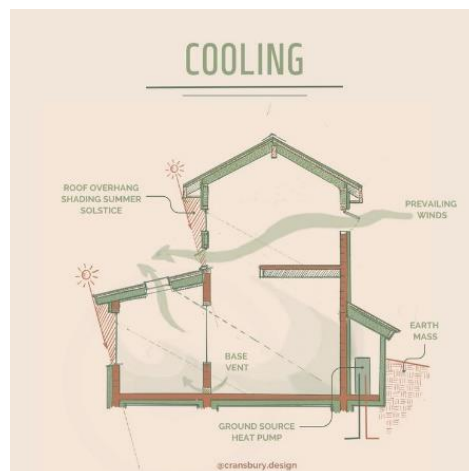 COOLING
ROOF OVERHANG
SHADING SUMMER
SOLSTICE
PREVAILING
WINDS
EARTH
MASS
BASE
VENT
GROUND SOURCE
HEAT PUMP
@cransbury.design